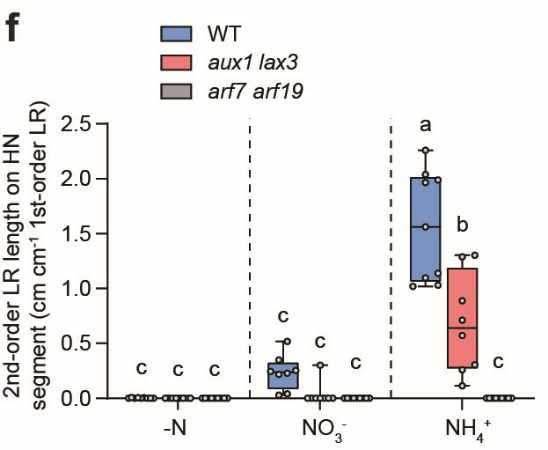 f
WT
aux1 lax3
arf7 arf19
2nd-order LR length on HN
segment (cm cm⁻¹ 1st-order LR)
2.5
2.0
1.5
1.0
0.5
0.0
a
b
c
c
c
c
c
c
c
-N
NO₃⁻
NH₄⁺